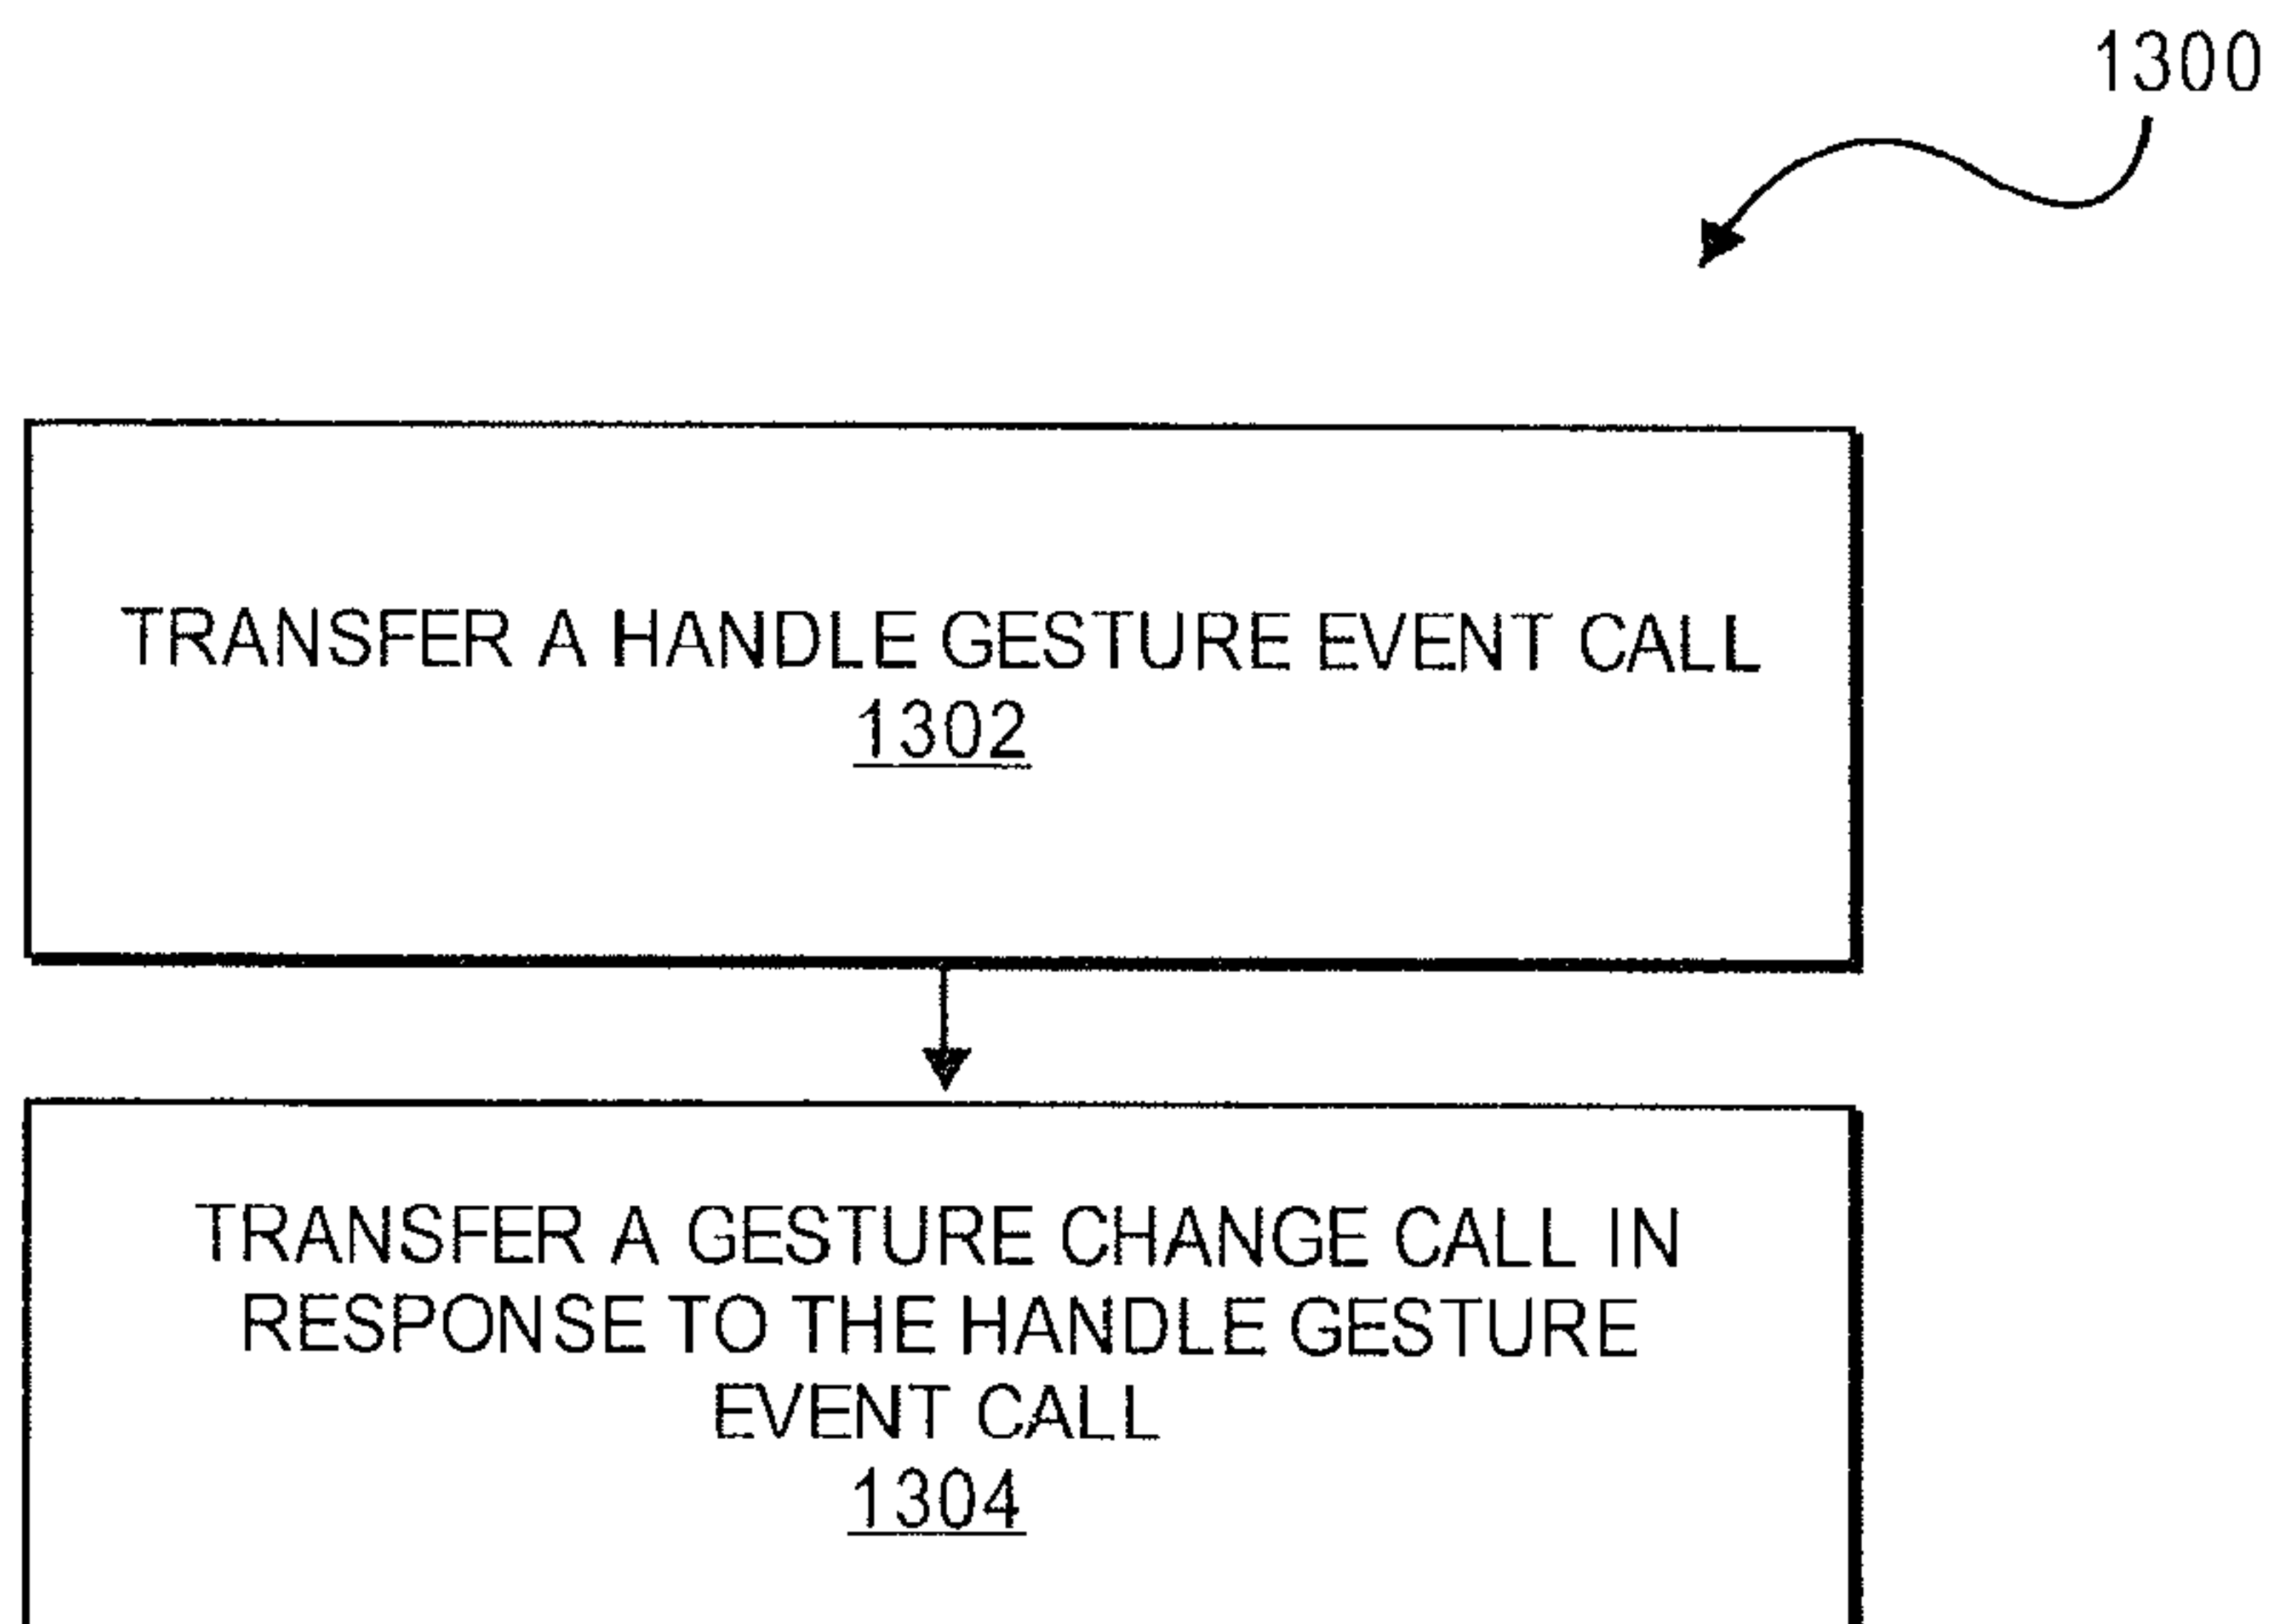 1300
TRANSFER A HANDLE GESTURE EVENT CALL
1302
TRANSFER A GESTURE CHANGE CALL IN
RESPONSE TO THE HANDLE GESTURE
EVENT CALL
1304